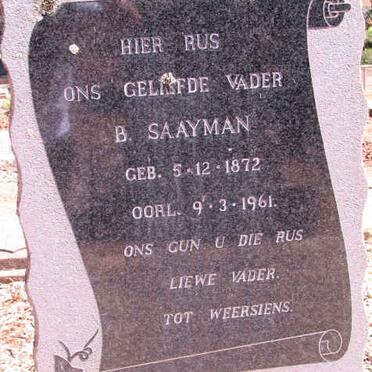 HIER RUS
ONS GELIEFDE VADER
B. SAAYMAN
GEB. 5-12-1872
OORL. 9-3-1961.
ONS GUN U DIE RUS
LIEWE VADER.
TOT WEERSIENS.